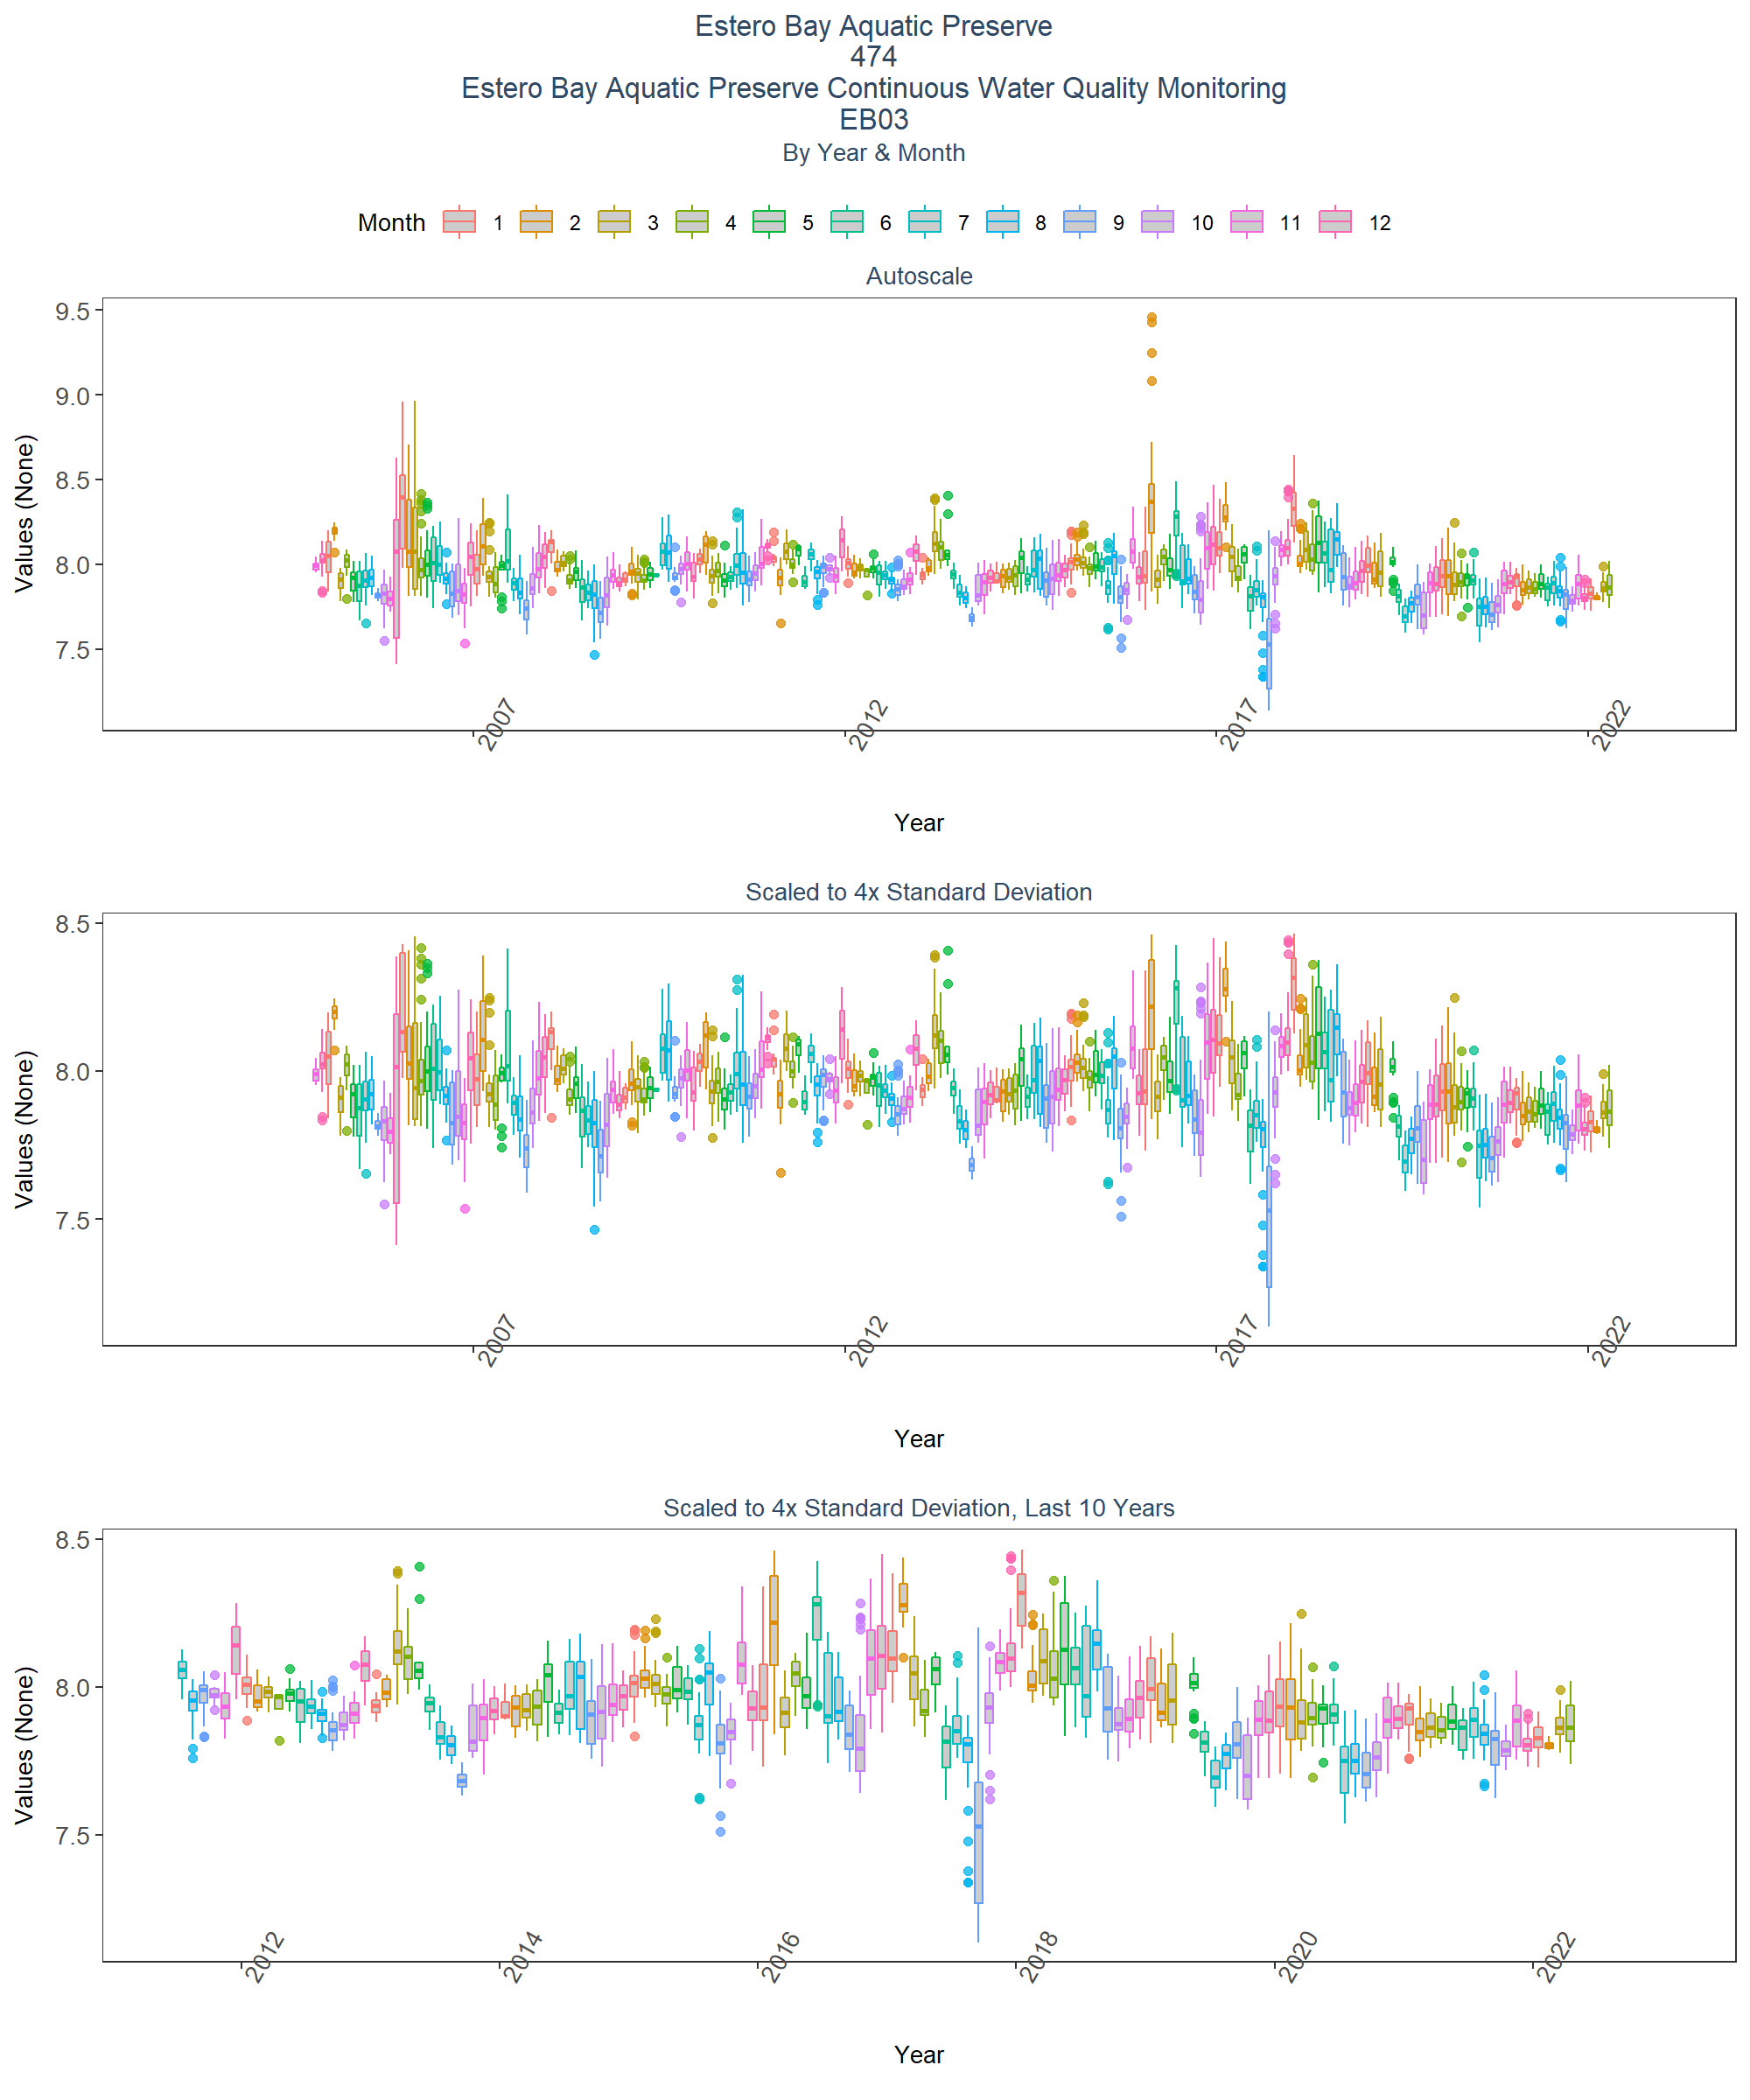 Estero Bay Aquatic Preserve
474
Estero Bay Aquatic Preserve Continuous Water Quality Monitoring
EB03
By Year & Month
Month 1 2 3 4 5 6 7 8 9 10 11 12
Autoscale
Values (None)
9.5
9.0
8.5
8.0
7.5
2007 2012 2017 2022
Year
Scaled to 4x Standard Deviation
Values (None)
8.5
8.0
7.5
2007 2012 2017 2022
Year
Scaled to 4x Standard Deviation, Last 10 Years
Values (None)
8.5
8.0
7.5
2012 2014 2016 2018 2020 2022
Year